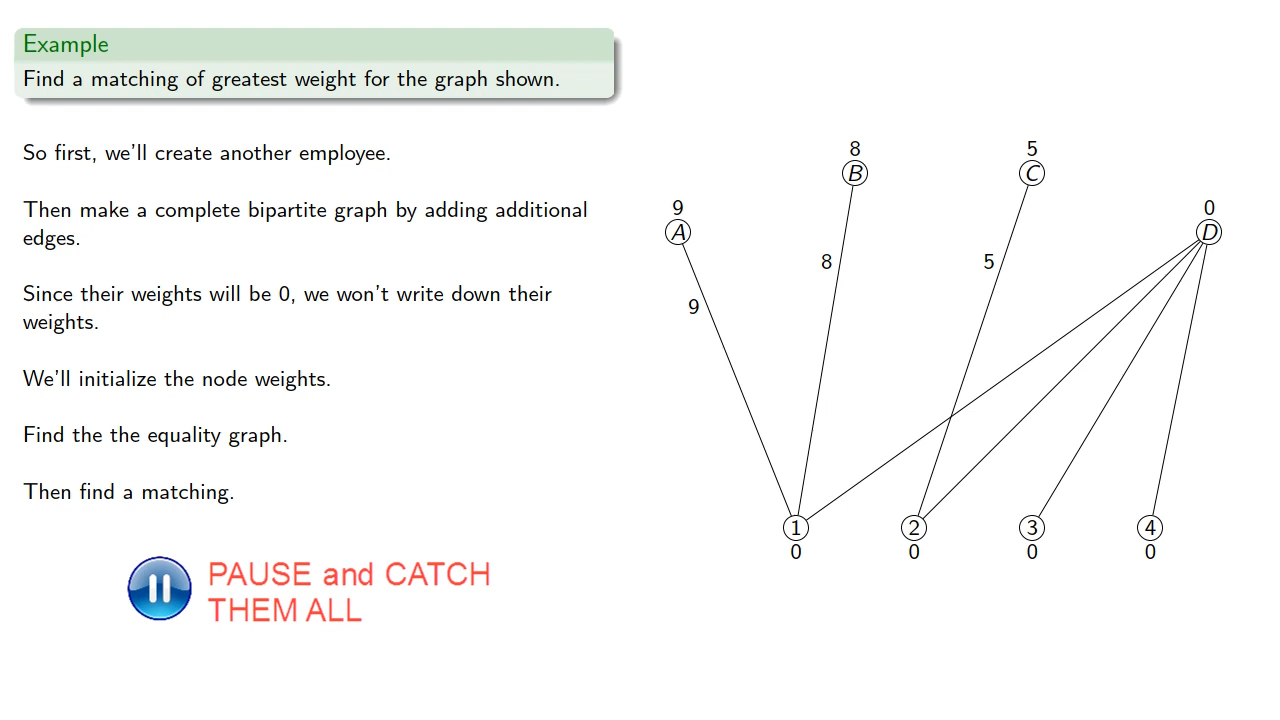 Example
Find a matching of greatest weight for the graph shown.
So first, we'll create another employee.
Then make a complete bipartite graph by adding additional
edges.
Since their weights will be 0, we won't write down their
weights.
We'll initialize the node weights.
Find the the equality graph.
Then find a matching.
PAUSE and CATCH
THEM ALL
8
5
B
C
9
0
A
D
8
5
9
1
2
3
4
0
0
0
0